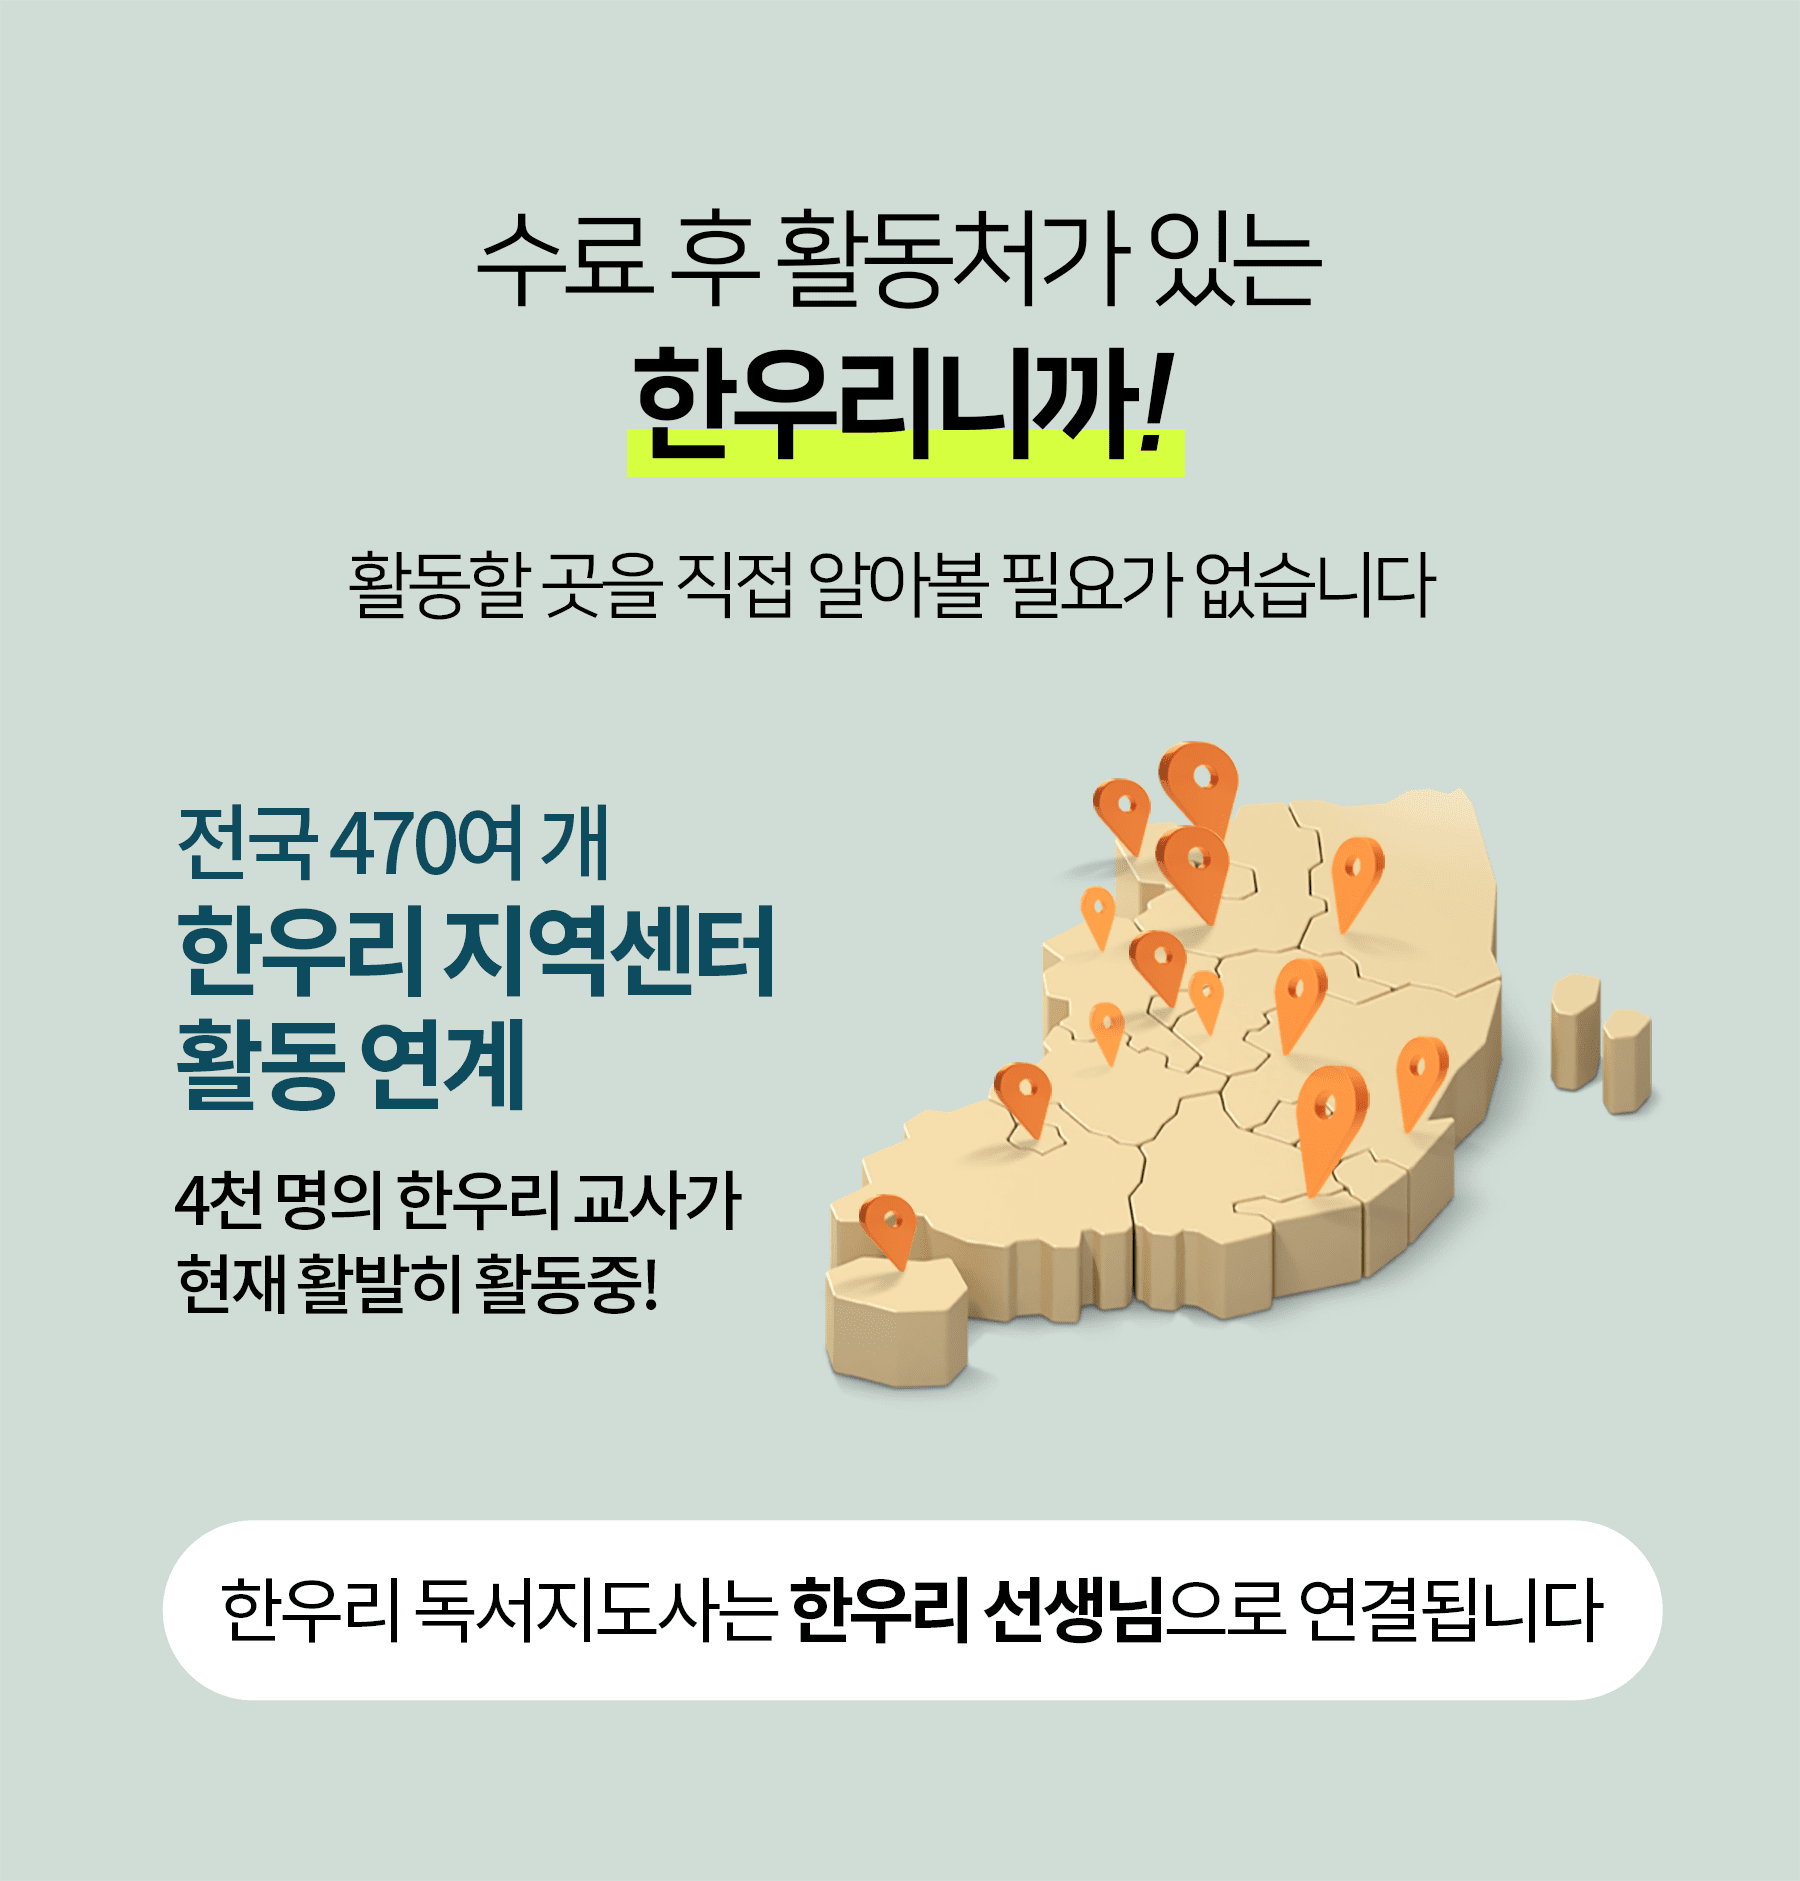 수료 후 활동처가 있는
한우리니까!
활동할 곳을 직접 알아볼 필요가 없습니다
전국 470여 개
한우리 지역센터
활동 연계
4천 명의 한우리 교사가
현재 활발히 활동중!
한우리 독서지도사는 한우리 선생님으로 연결됩니다